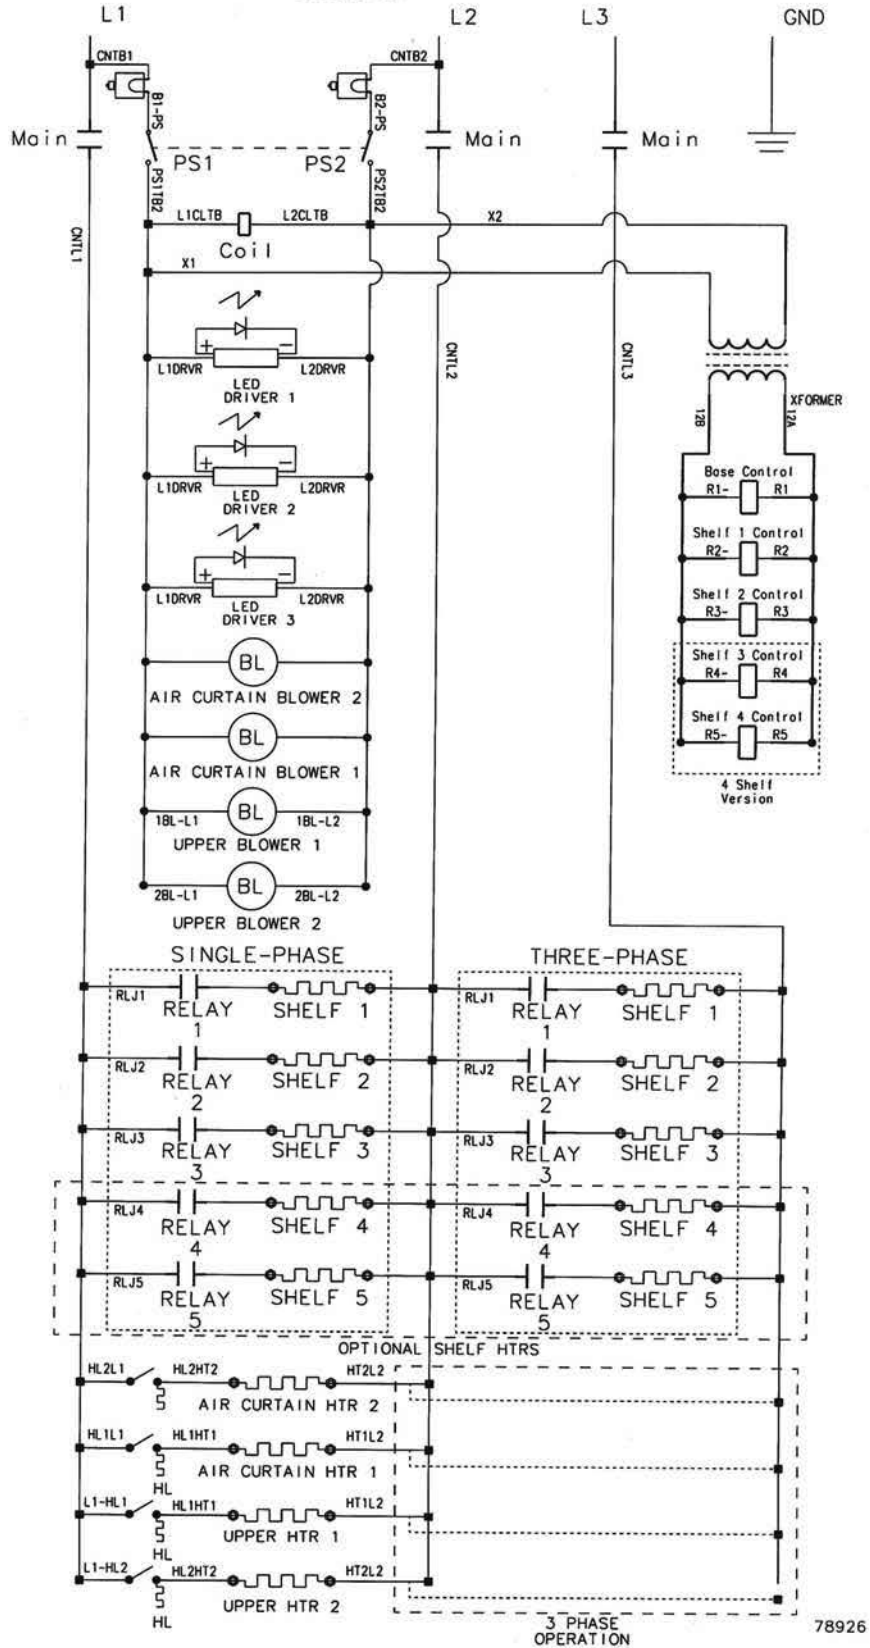 L1 L2 L3 GND
CNTB1 CNTB2
B1-PS B2-PS
Main Main Main
PS1 PS2
PS1TB2 PS2TB2
L1CLTB L2CLTB X2
CNTL1 Coil
X1
CNTL2 CNTL3
L1DRVR + - L2DRVR
LED
DRIVER 1
XFORMER
12B 12A
L1DRVR + - L2DRVR
LED
DRIVER 2
Base Control
R1- R1
Shelf 1 Control
R2- R2
L1DRVR + - L2DRVR
LED
DRIVER 3
Shelf 2 Control
R3- R3
Shelf 3 Control
R4- R4
Shelf 4 Control
R5- R5
4 Shelf
Version
BL
AIR CURTAIN BLOWER 2
BL
AIR CURTAIN BLOWER 1
1BL-L1 BL 1BL-L2
UPPER BLOWER 1
2BL-L1 BL 2BL-L2
UPPER BLOWER 2
SINGLE-PHASE THREE-PHASE
RLJ1 RELAY 1 SHELF 1 RLJ1 RELAY 1 SHELF 1
RLJ2 RELAY 2 SHELF 2 RLJ2 RELAY 2 SHELF 2
RLJ3 RELAY 3 SHELF 3 RLJ3 RELAY 3 SHELF 3
RLJ4 RELAY 4 SHELF 4 RLJ4 RELAY 4 SHELF 4
RLJ5 RELAY 5 SHELF 5 RLJ5 RELAY 5 SHELF 5
OPTIONAL SHELF HTRS
HL2L1 HL2HT2 HT2L2
AIR CURTAIN HTR 2
HL1L1 HL1HT1 HT1L2
AIR CURTAIN HTR 1
HL
L1-HL1 HL1HT1 HT1L2
UPPER HTR 1
HL
L1-HL2 HL2HT2 HT2L2
UPPER HTR 2
HL
3 PHASE
OPERATION
78926